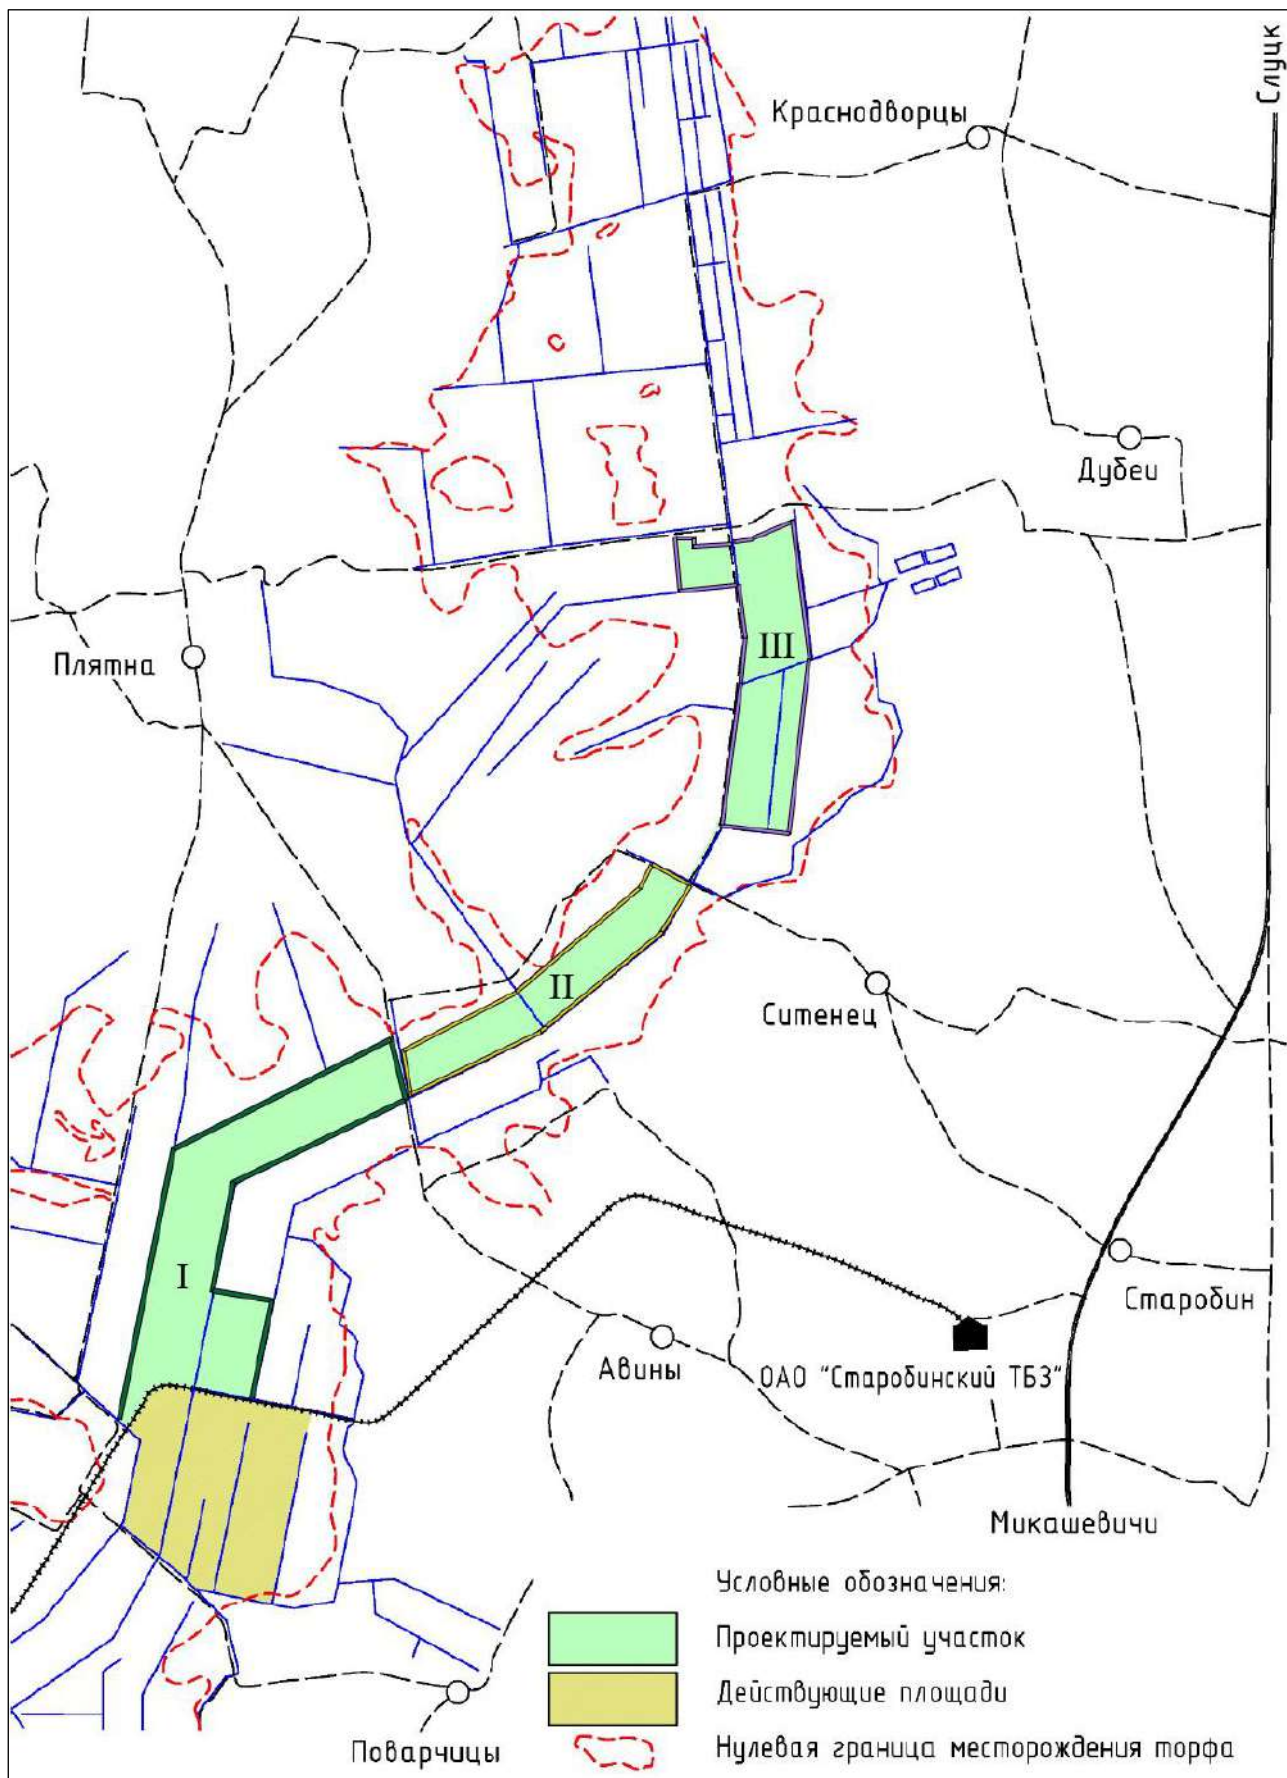 Слуцк
Краснодворцы
Дубеи
Плятна
III
II
Ситенец
I
Старобин
Авины
ОАО "Старобинский ТБЗ"
Микашевичи
Условные обозначения:
Проектируемый участок
Действующие площади
Нулевая граница месторождения торфа
Поварчицы